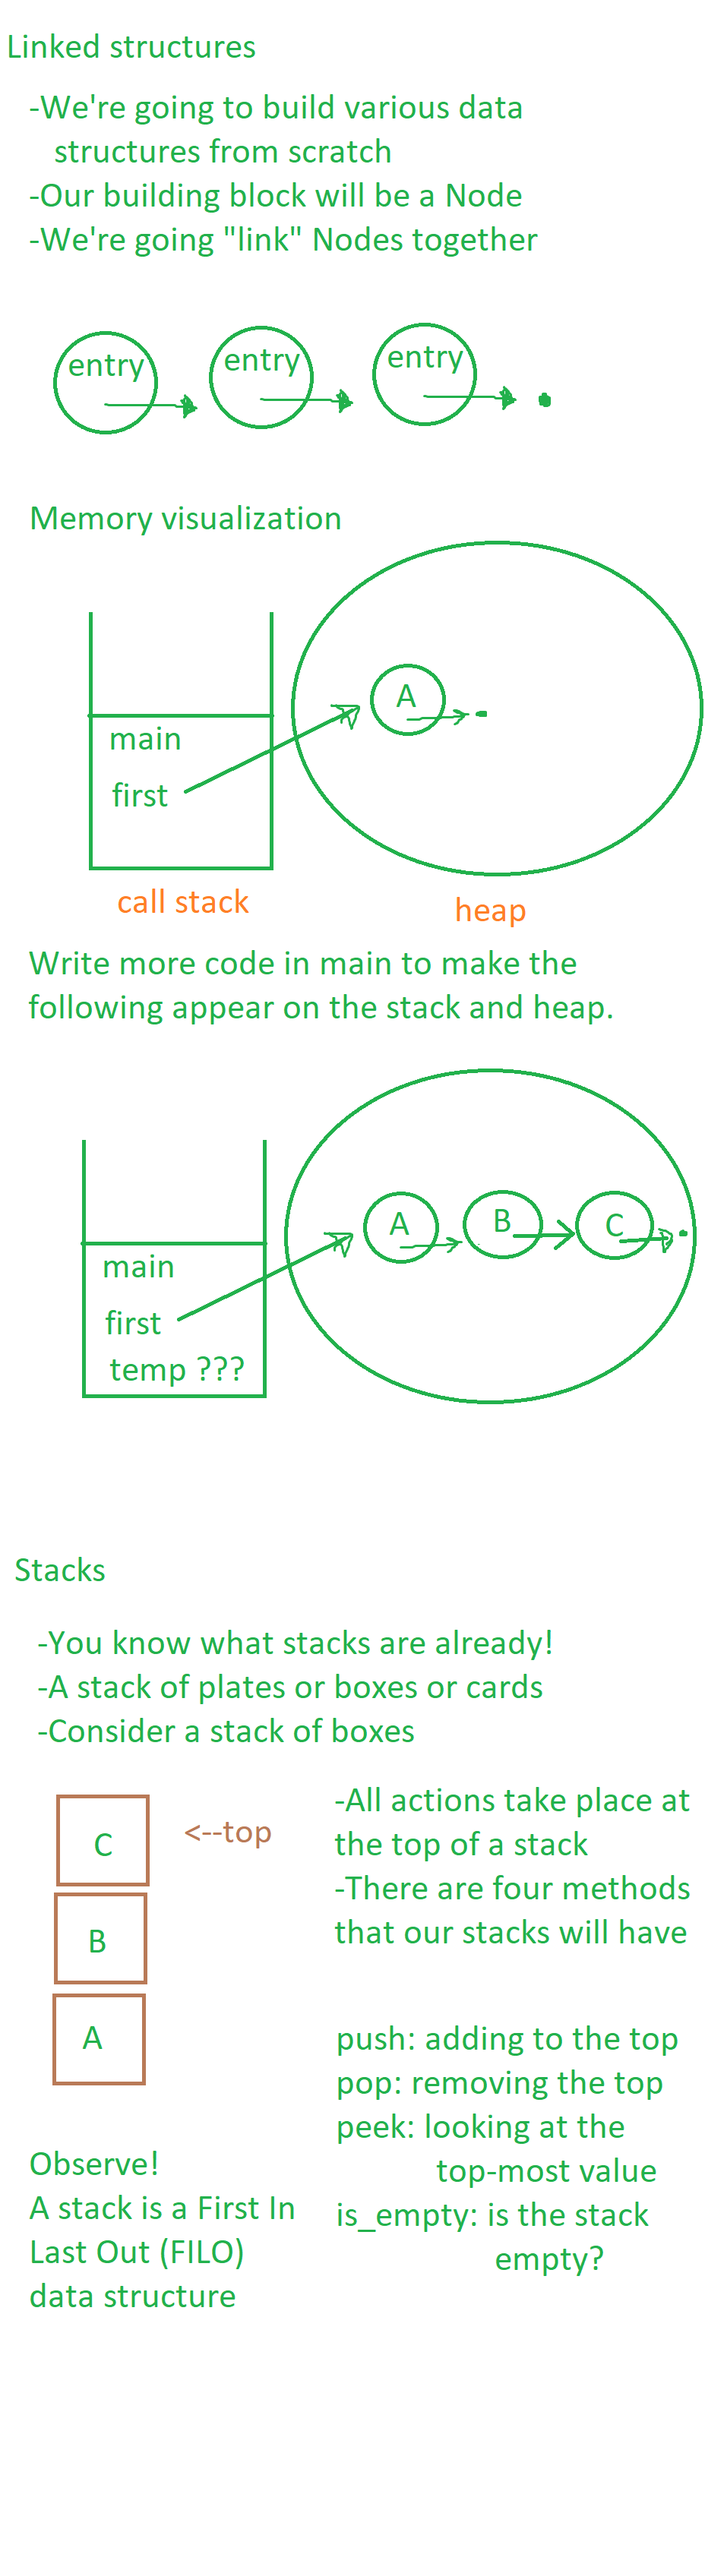 Linked structures
-We're going to build various data
structures from scratch
-Our building block will be a Node
-We're going "link" Nodes together
entry
entry
entry
Memory visualization
A
main
first
call stack
heap
Write more code in main to make the
following appear on the stack and heap.
A
B
C
main
first
temp ???
Stacks
-You know what stacks are already!
-A stack of plates or boxes or cards
-Consider a stack of boxes
C
<--top
B
A
-All actions take place at
the top of a stack
-There are four methods
that our stacks will have
push: adding to the top
pop: removing the top
peek: looking at the
top-most value
is_empty: is the stack
empty?
Observe!
A stack is a First In
Last Out (FILO)
data structure